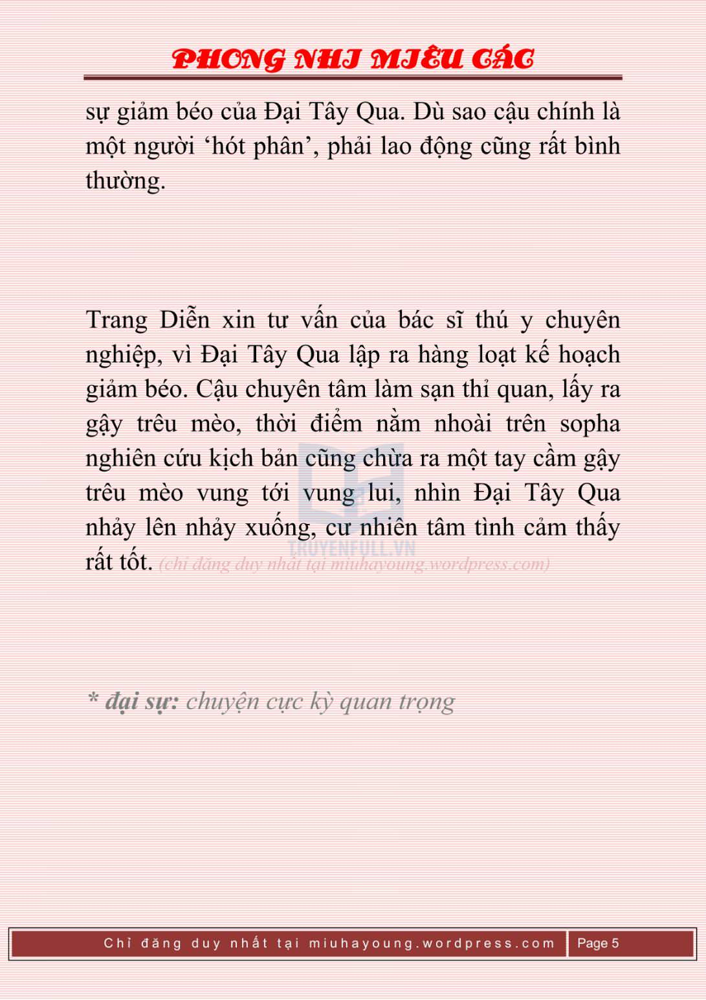 PHONG NHI MIÊU CÁC
sự giảm béo của Đại Tây Qua. Dù sao cậu chính là
một người ‘hót phân’, phải lao động cũng rất bình
thường.
Trang Diễn xin tư vấn của bác sĩ thú y chuyên
nghiệp, vì Đại Tây Qua lập ra hàng loạt kế hoạch
giảm béo. Cậu chuyên tâm làm sạn thỉ quan, lấy ra
gậy trêu mèo, thời điểm nằm nhoài trên sopha
nghiên cứu kịch bản cũng chừa ra một tay cầm gậy
trêu mèo vung tới vung lui, nhìn Đại Tây Qua
nhảy lên nhảy xuống, cư nhiên tâm tình cảm thấy
TRUYENFULL.VN
rất tốt. (chỉ đăng duy nhất tại miuhayoung.wordpress.com)
* đại sự: chuyện cực kỳ quan trọng
Chỉ đăng duy nhất tại miuhayoung.wordpress.com Page 5